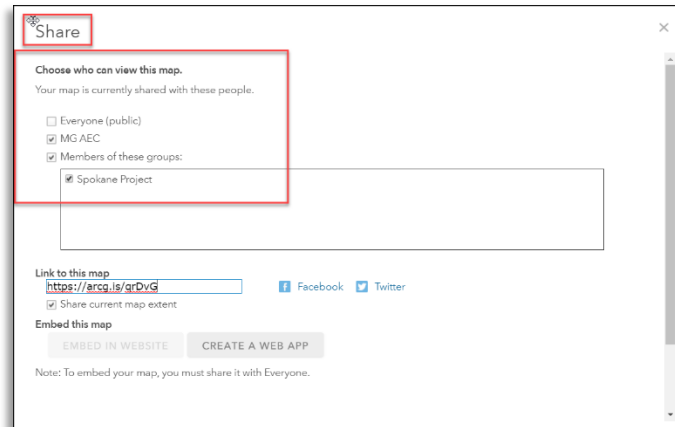 Share
Choose who can view this map.
Your map is currently shared with these people.
Everyone (public)
MG AEC
Members of these groups:
Spokane Project
Link to this map
https://arcg.is/qrDvG Facebook Twitter
Share current map extent
Embed this map
EMBED IN WEBSITE CREATE A WEB APP
Note: To embed your map, you must share it with Everyone.